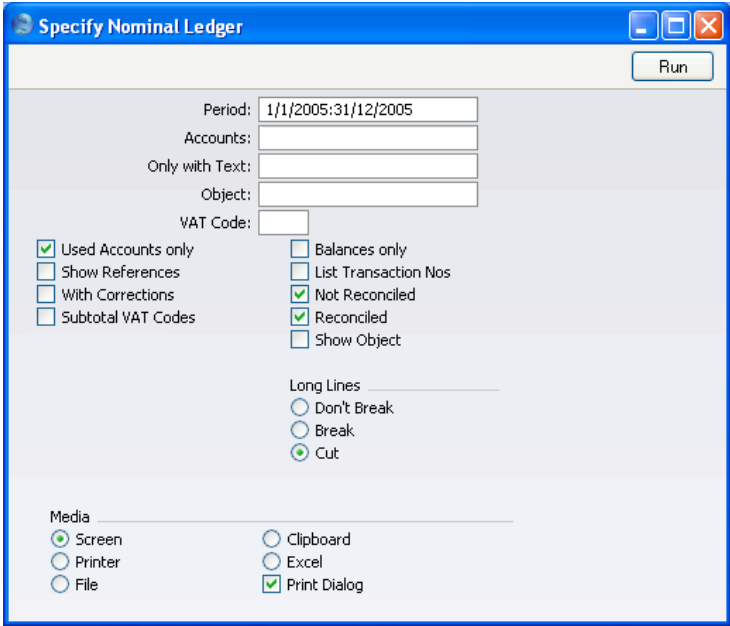 Specify Nominal Ledger
Run
Period: 1/1/2005:31/12/2005
Accounts:
Only with Text:
Object:
VAT Code:
Used Accounts only Balances only
Show References List Transaction Nos
With Corrections Not Reconciled
Subtotal VAT Codes Reconciled
Show Object
Long Lines
Don't Break
Break
Cut
Media
Screen Clipboard
Printer Excel
File Print Dialog